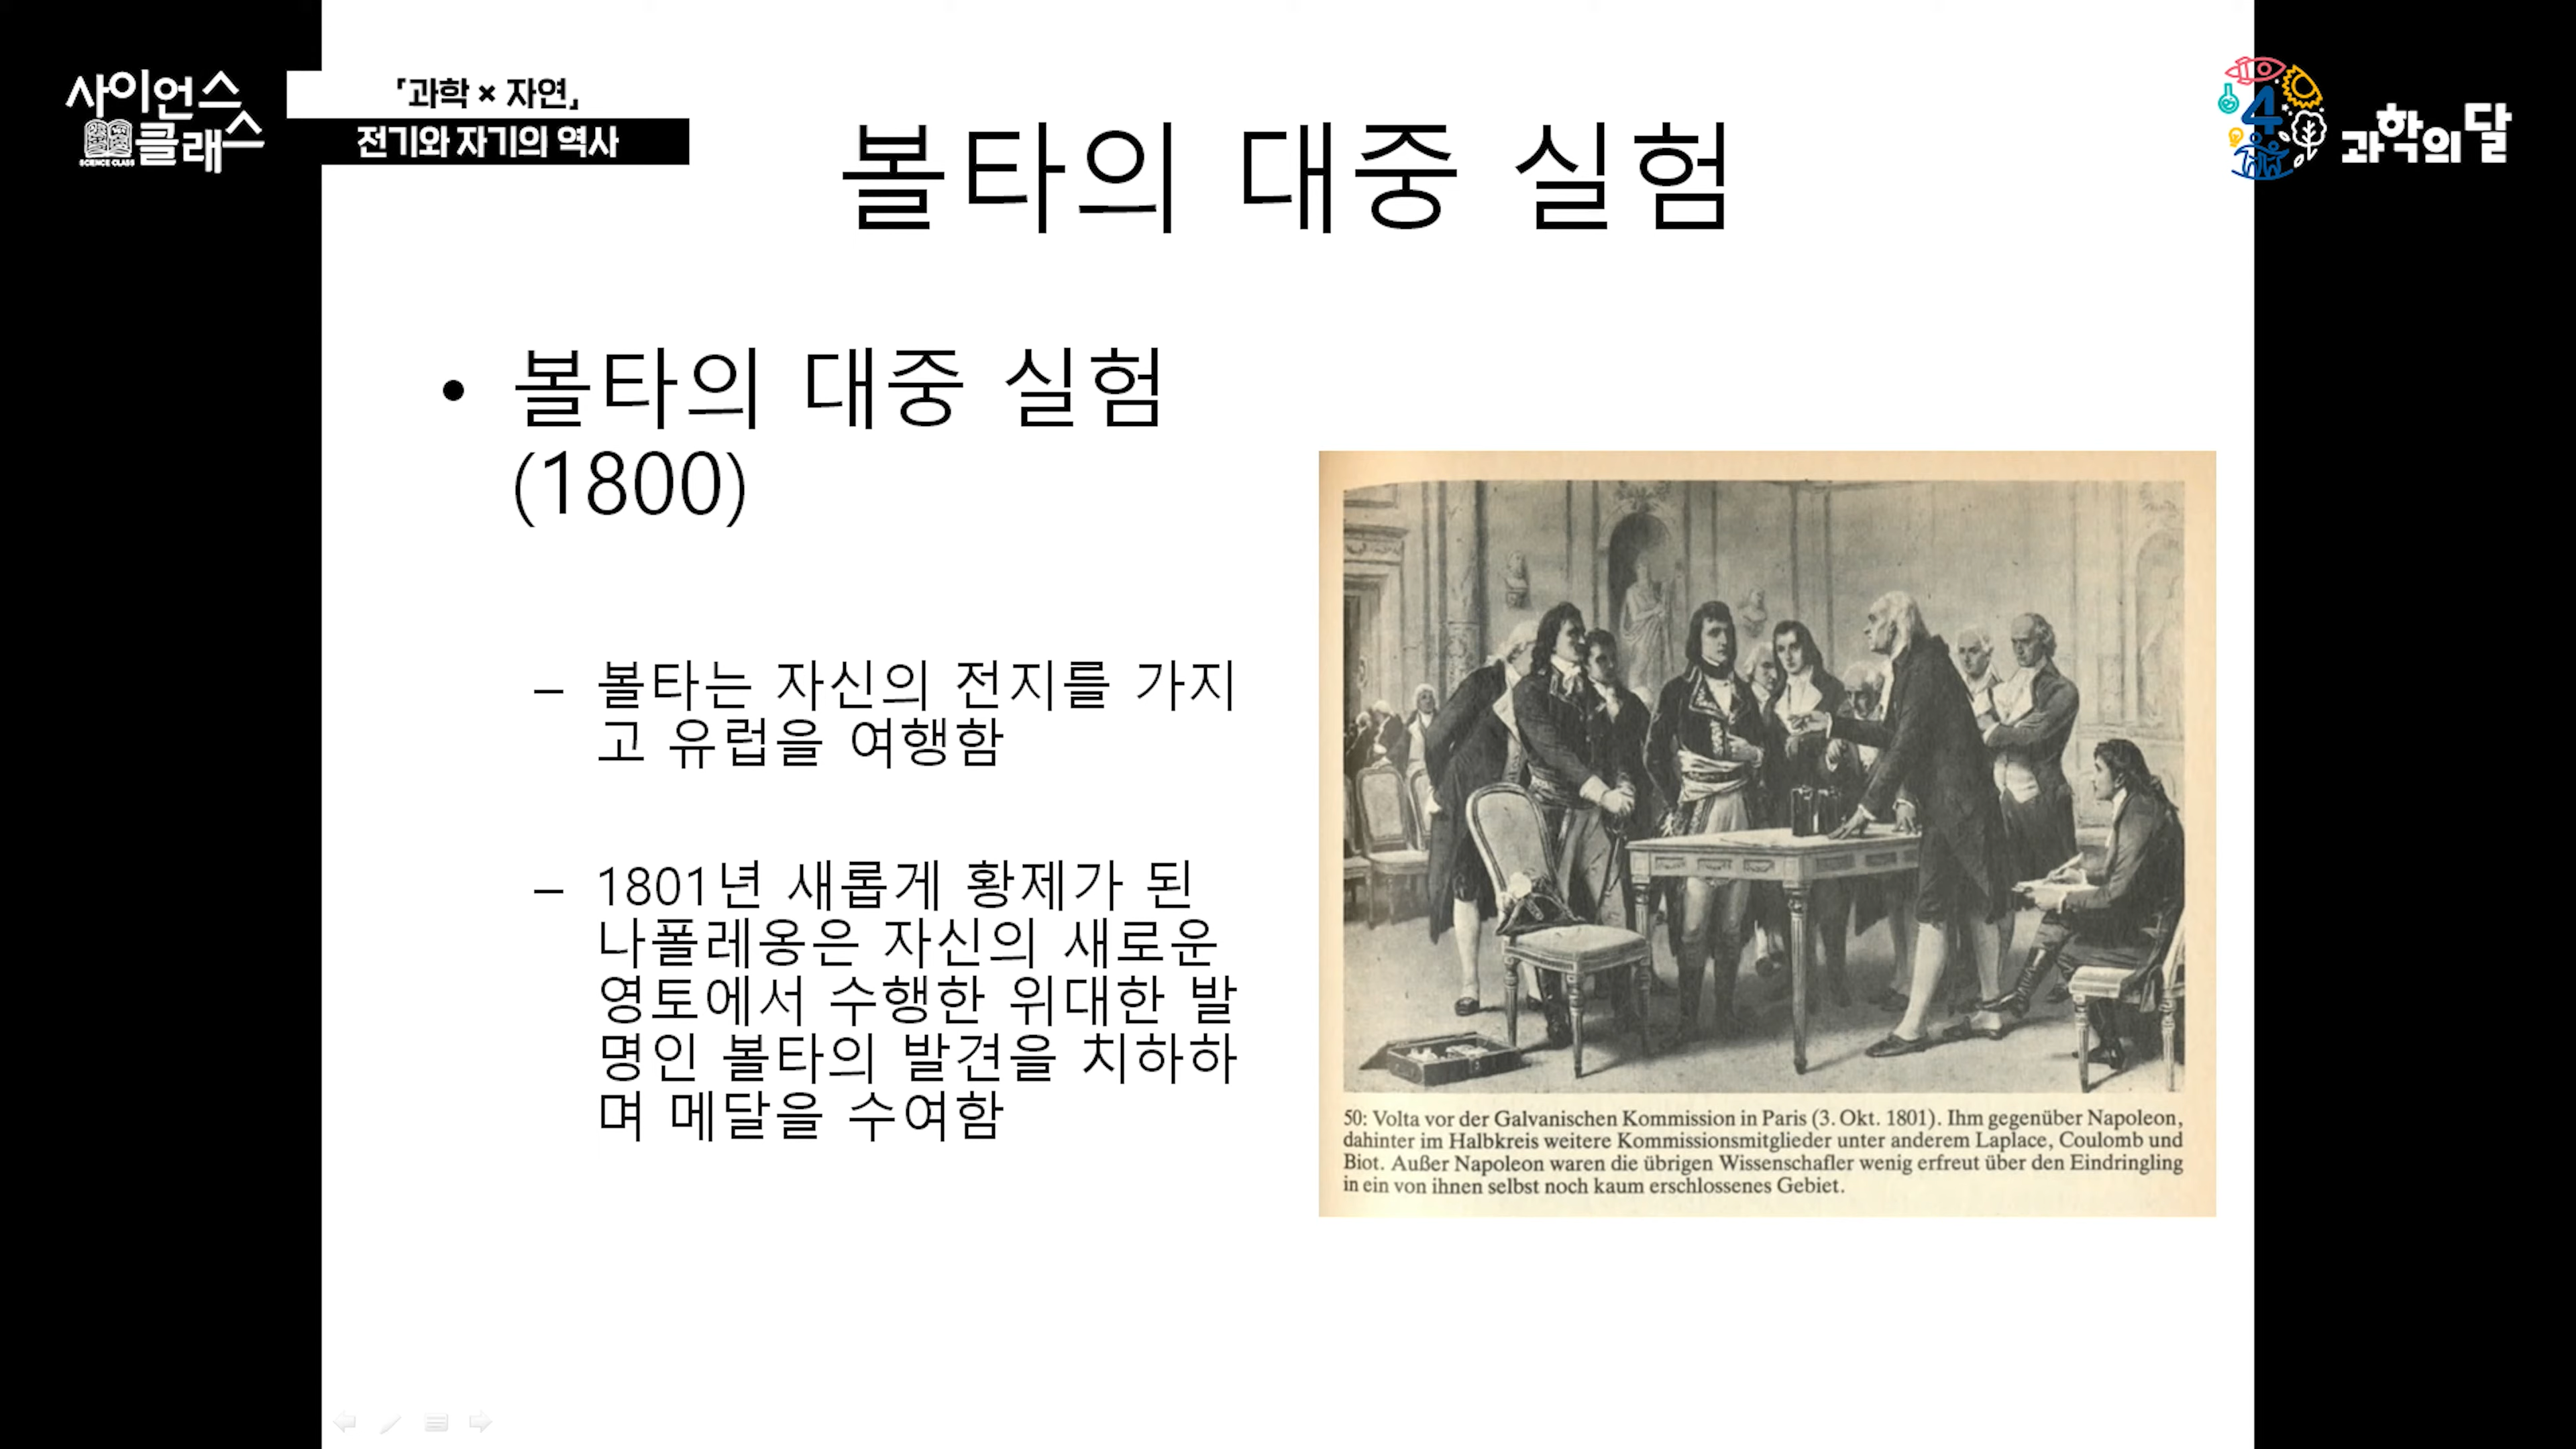 사이언스
클래스
SCIENCE CLASS
「과학 × 자연」
전기와 자기의 역사
4
과학의 달
볼타의 대중 실험
• 볼타의 대중 실험
(1800)
– 볼타는 자신의 전지를 가지
고 유럽을 여행함
– 1801년 새롭게 황제가 된
나폴레옹은 자신의 새로운
영토에서 수행한 위대한 발
명인 볼타의 발견을 치하하
며 메달을 수여함
50: Volta vor der Galvanischen Kommission in Paris (3. Okt. 1801). Ihm gegenüber Napoleon,
dahinter im Halbkreis weitere Kommissionsmitglieder unter anderem Laplace, Coulomb und
Biot. Außer Napoleon waren die übrigen Wissenschafler wenig erfreut über den Eindringling
in ein von ihnen selbst noch kaum erschlossenes Gebiet.